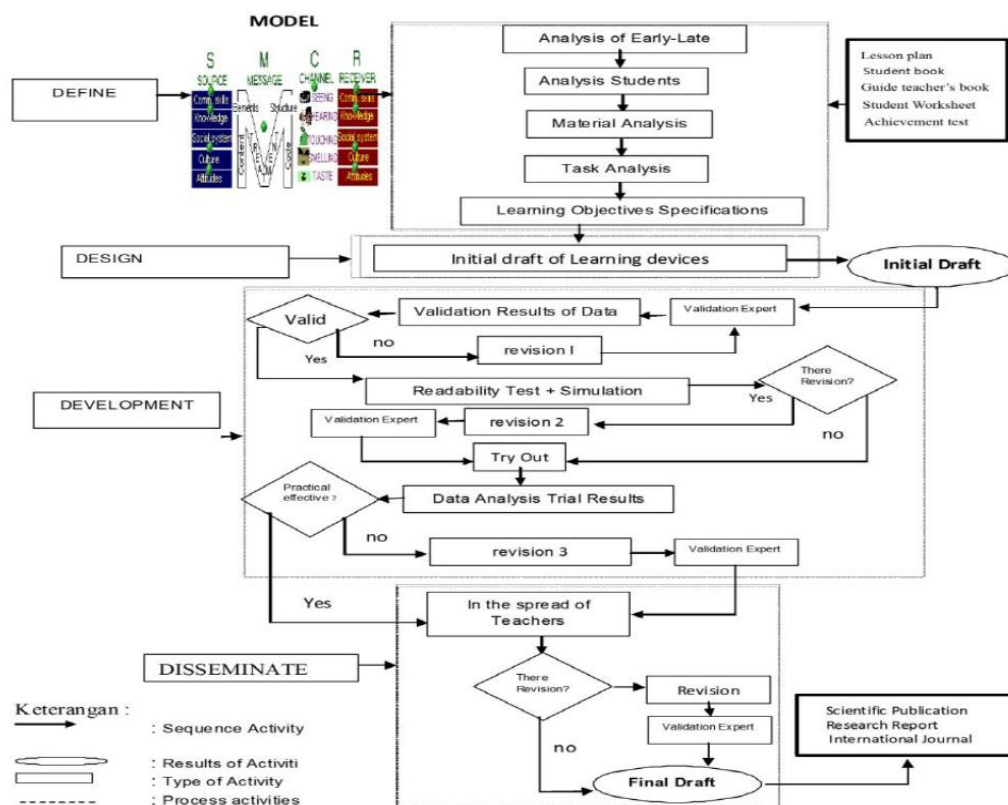 MODEL
S M C R
SOURCE MESSAGE CHANNEL RECEIVER
Comm.skills
Knowledge
Social system
Culture
Attitudes
Elements
Structure
Content
TREATMENT
Code
SEEING
HEARING
TOUCHING
SMELLING
TASTE
Comm.skills
Knowledge
Social system
Culture
Attitudes
DEFINE
Analysis of Early-Late
Analysis Students
Material Analysis
Task Analysis
Learning Objectives Specifications
Lesson plan
Student book
Guide teacher's book
Student Worksheet
Achievement test
DESIGN
Initial draft of Learning devices
Initial Draft
DEVELOPMENT
Valid
Validation Results of Data
Validation Expert
no
revision I
Yes
Readability Test + Simulation
There
Revision?
Yes
no
Validation Expert
revision 2
Try Out
Practical
effective ?
Data Analysis Trial Results
no
revision 3
Validation Expert
Yes
In the spread of
Teachers
DISSEMINATE
There
Revision?
Revision
Validation Expert
no
Final Draft
Scientific Publication
Research Report
International Journal
Keterangan :
: Sequence Activity
: Results of Activiti
: Type of Activity
: Process activities